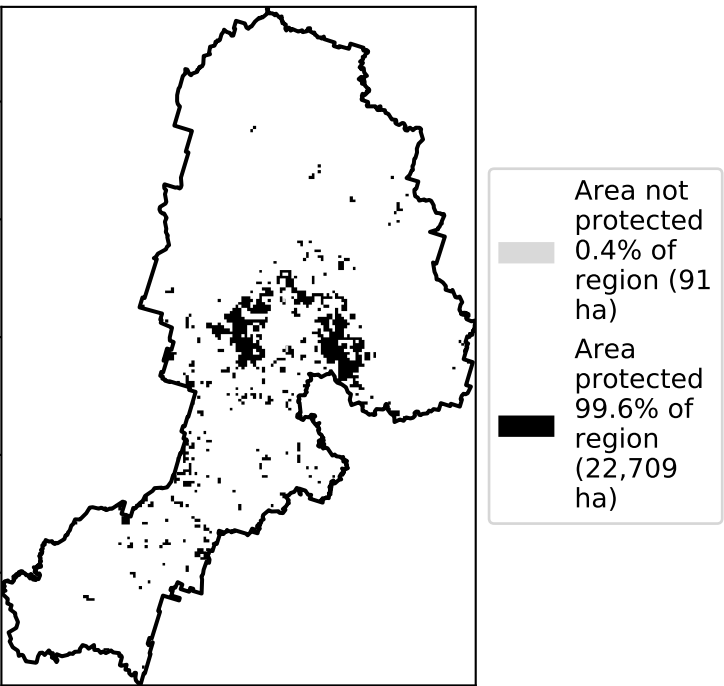 Area not
protected
0.4% of
region (91
ha)
Area
protected
99.6% of
region
(22,709
ha)